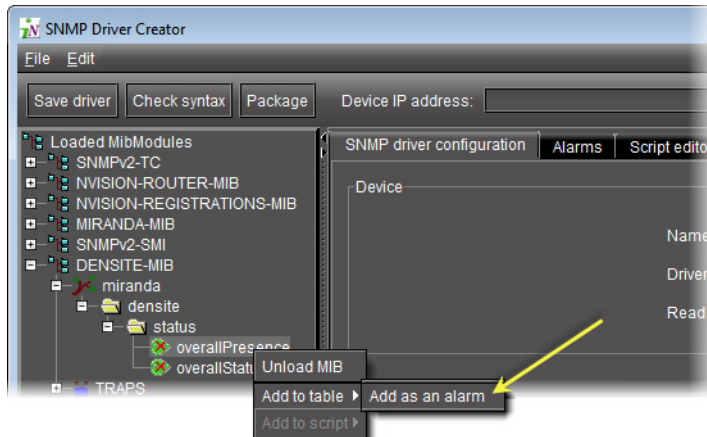 SNMP Driver Creator
File Edit
Save driver Check syntax Package Device IP address:
Loaded MibModules
SNMPv2-TC
NVISION-ROUTER-MIB
NVISION-REGISTRATIONS-MIB
MIRANDA-MIB
SNMPv2-SMI
DENSITE-MIB
miranda
densite
status
overallPresence
overallStatu
TRAPS
SNMP driver configuration Alarms Script edito
Device
Name
Driver
Read
Unload MIB
Add to table Add as an alarm
Add to script